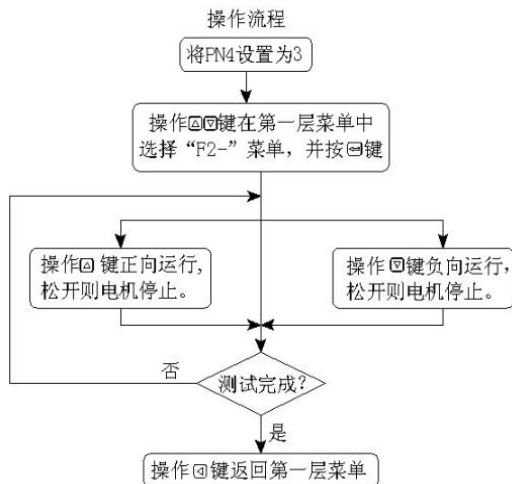 操作流程
将PN4设置为3
操作🔼🔽键在第一层菜单中
选择“F2-”菜单，并按⏎键
操作🔼键正向运行，
松开则电机停止。
操作🔽键负向运行，
松开则电机停止。
否
测试完成？
是
操作◁键返回第一层菜单